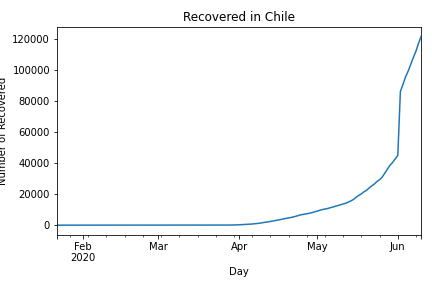 Recovered in Chile
Number of Recovered
120000
100000
80000
60000
40000
20000
0
Feb
2020
Mar
Apr
May
Jun
Day